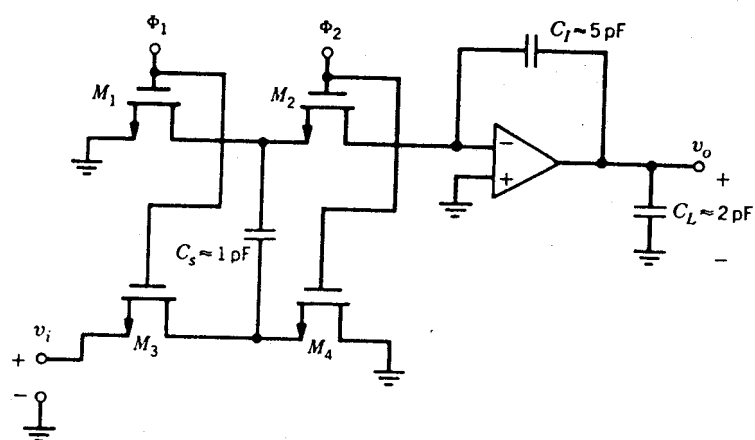 Φ₁
Φ₂
C_I ≈ 5 pF
M₁
M₂
−
+
v_o
+
C_L ≈ 2 pF
−
C_s ≈ 1 pF
v_i
M₃
M₄
+
−